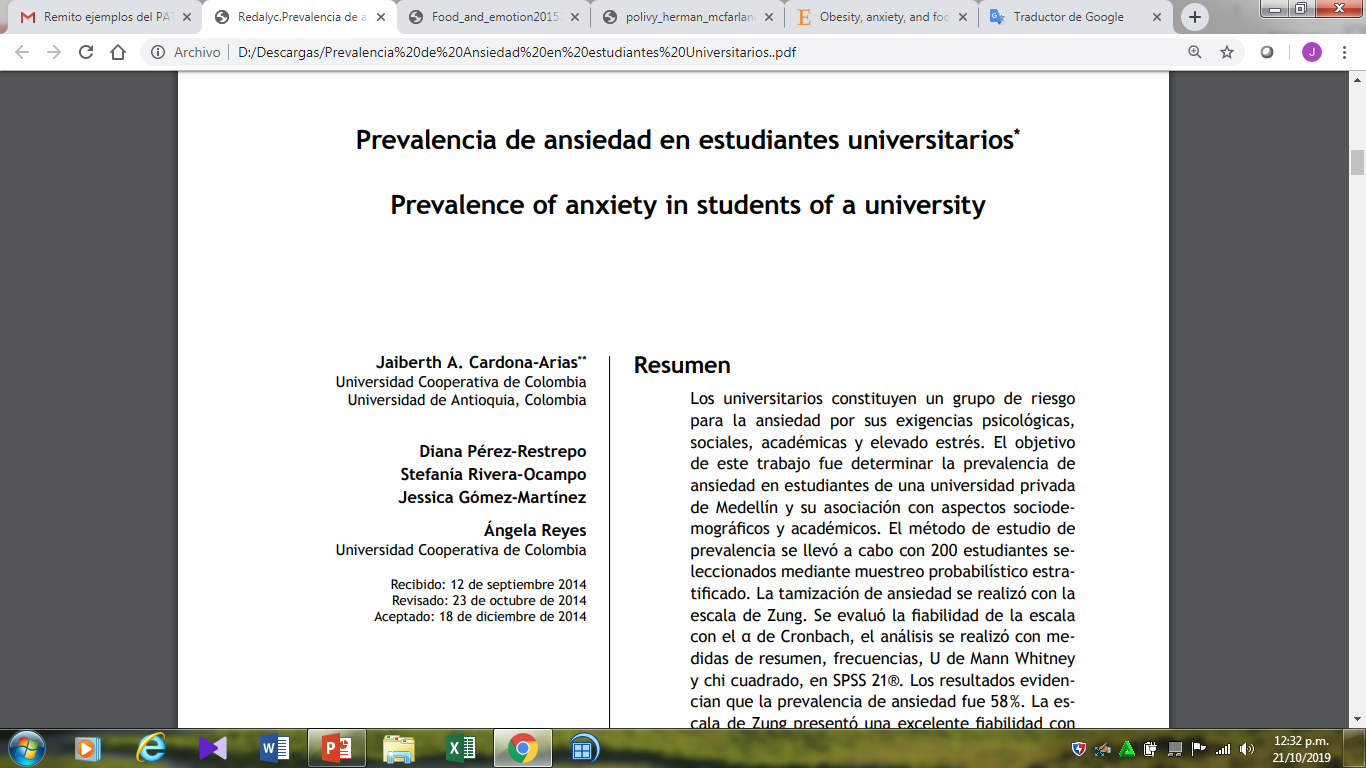 Remito ejemplos del PAT
Redalyc.Prevalencia de a
Food_and_emotion2015
polivy_herman_mcfarlan
Obesity, anxiety, and foo
Traductor de Google
Archivo | D:/Descargas/Prevalencia%20de%20Ansiedad%20en%20estudiantes%20Universitarios..pdf
J
Prevalencia de ansiedad en estudiantes universitarios*
Prevalence of anxiety in students of a university
Jaiberth A. Cardona-Arias**
Universidad Cooperativa de Colombia
Universidad de Antioquia, Colombia
Diana Pérez-Restrepo
Stefanía Rivera-Ocampo
Jessica Gómez-Martínez
Ángela Reyes
Universidad Cooperativa de Colombia
Recibido: 12 de septiembre 2014
Revisado: 23 de octubre de 2014
Aceptado: 18 de diciembre de 2014
Resumen
Los universitarios constituyen un grupo de riesgo
para la ansiedad por sus exigencias psicológicas,
sociales, académicas y elevado estrés. El objetivo
de este trabajo fue determinar la prevalencia de
ansiedad en estudiantes de una universidad privada
de Medellín y su asociación con aspectos sociode-
mográficos y académicos. El método de estudio de
prevalencia se llevó a cabo con 200 estudiantes se-
leccionados mediante muestreo probabilístico estra-
tificado. La tamización de ansiedad se realizó con la
escala de Zung. Se evaluó la fiabilidad de la escala
con el α de Cronbach, el análisis se realizó con me-
didas de resumen, frecuencias, U de Mann Whitney
y chi cuadrado, en SPSS 21®. Los resultados eviden-
cian que la prevalencia de ansiedad fue 58%. La es-
cala de Zung presentó una excelente fiabilidad con
12:32 p.m.
21/10/2019